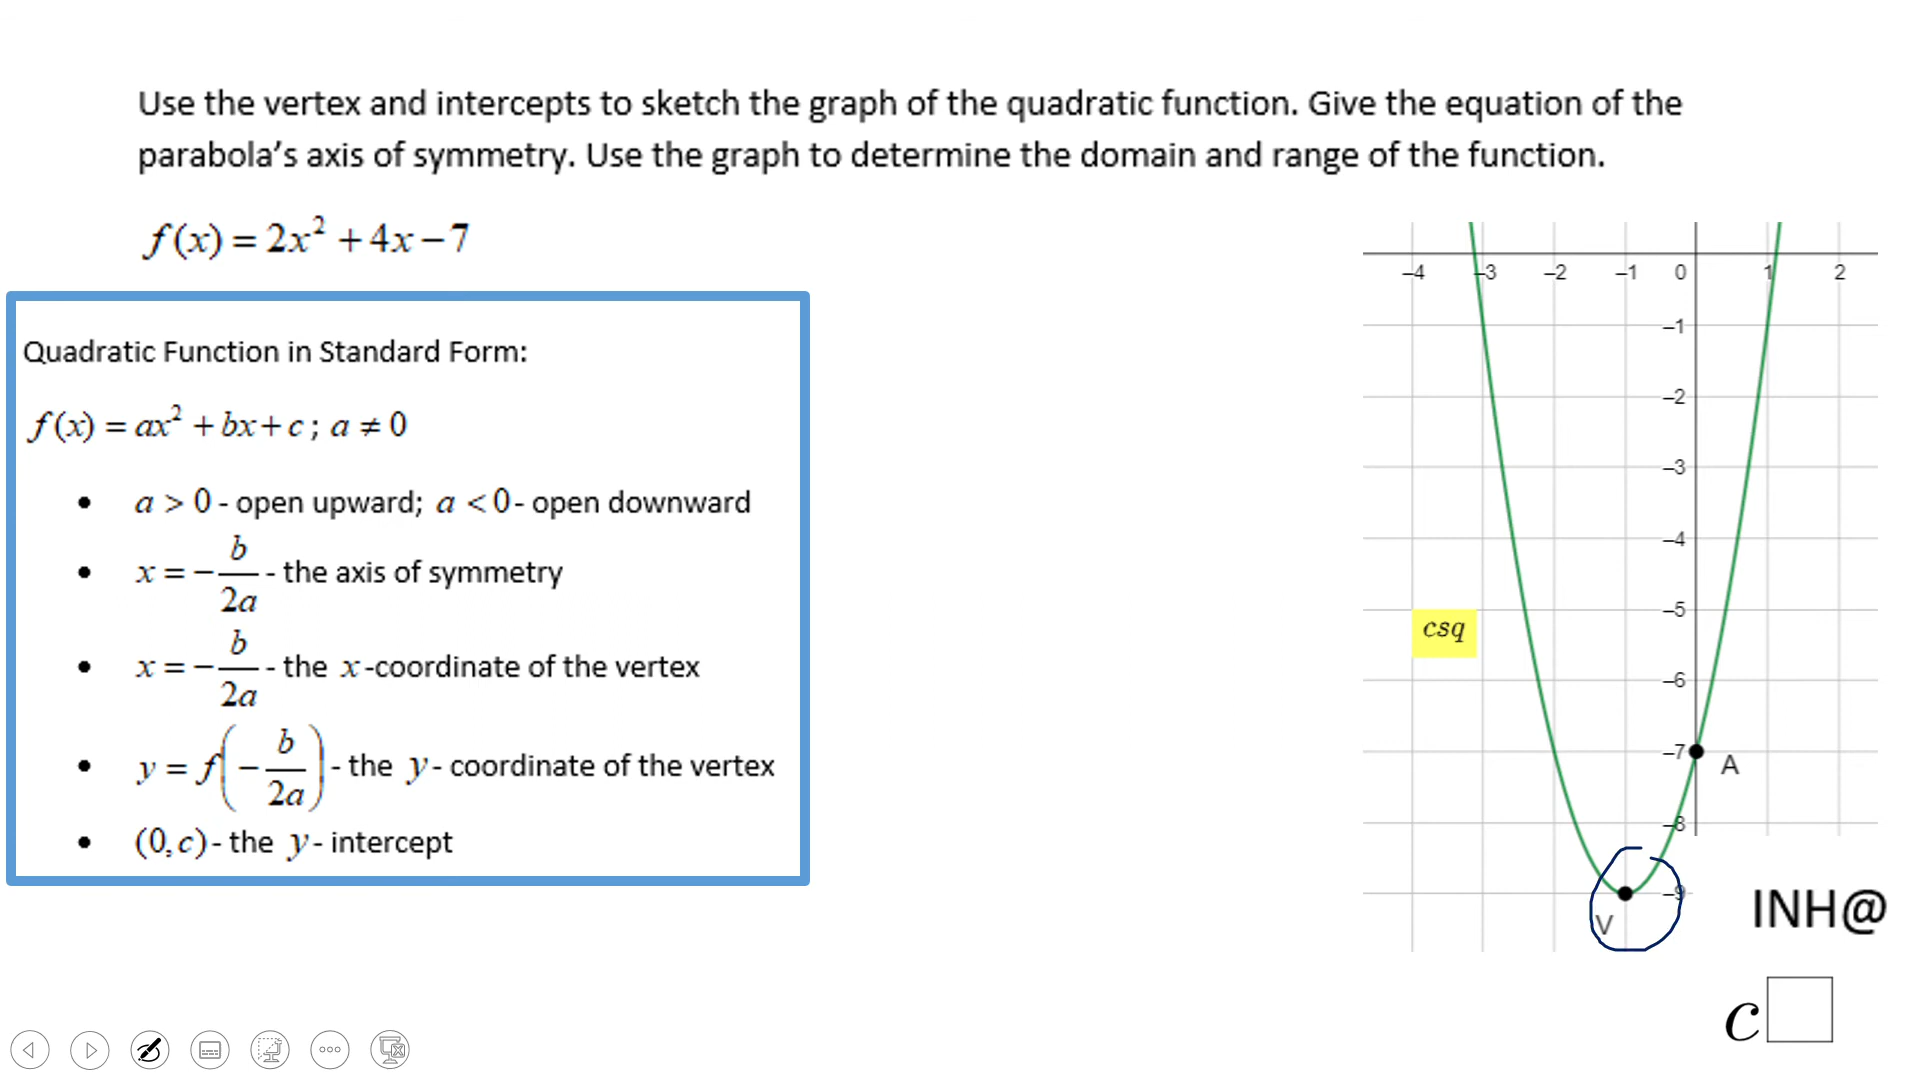 Use the vertex and intercepts to sketch the graph of the quadratic function. Give the equation of the
parabola’s axis of symmetry. Use the graph to determine the domain and range of the function.
f(x) = 2x² + 4x − 7
Quadratic Function in Standard Form:
f(x) = ax² + bx + c ; a ≠ 0
• a > 0 - open upward; a < 0 - open downward
• x = −b/2a - the axis of symmetry
• x = −b/2a - the x-coordinate of the vertex
• y = f(−b/2a) - the y- coordinate of the vertex
• (0, c) - the y- intercept
−4 −3 −2 −1 0 1 2
−1
−2
−3
−4
−5
csq
−6
−7
A
−8
−9
V
INH@
c□